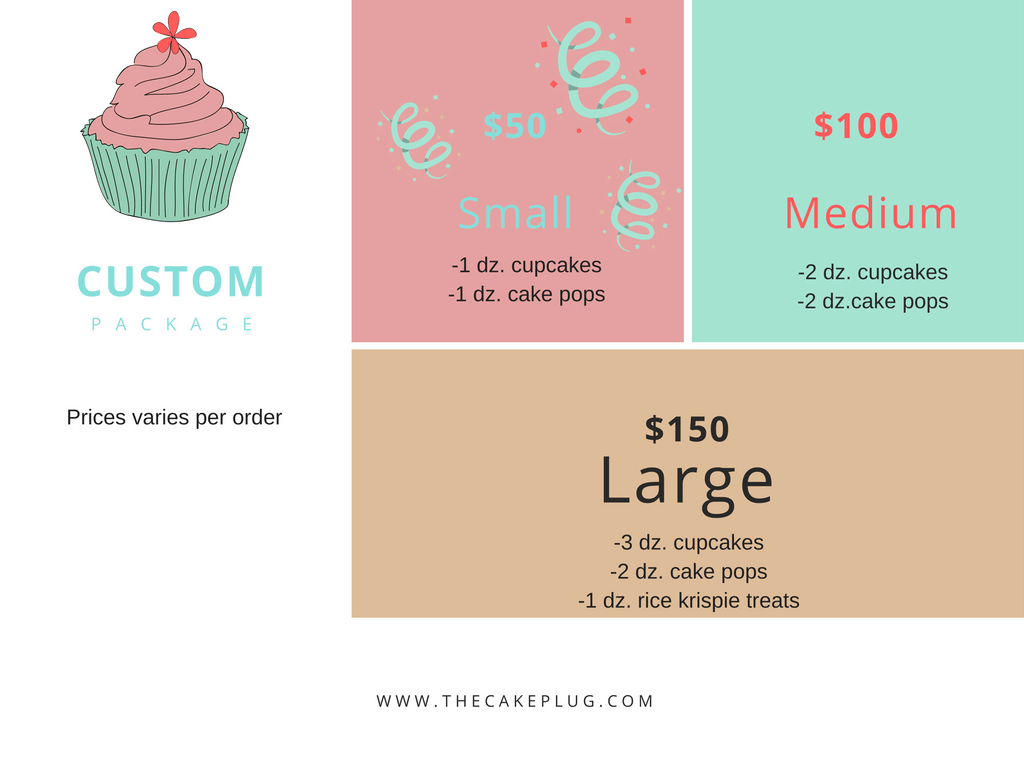 CUSTOM
PACKAGE
Prices varies per order
$50
Small
-1 dz. cupcakes
-1 dz. cake pops
$100
Medium
-2 dz. cupcakes
-2 dz.cake pops
$150
Large
-3 dz. cupcakes
-2 dz. cake pops
-1 dz. rice krispie treats
WWW.THECAKEPLUG.COM